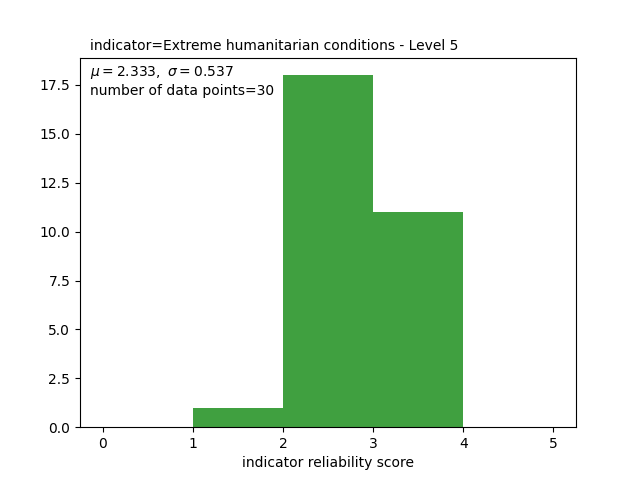 indicator=Extreme humanitarian conditions - Level 5
μ = 2.333, σ = 0.537
number of data points=30
17.5
15.0
12.5
10.0
7.5
5.0
2.5
0.0
0 1 2 3 4 5
indicator reliability score